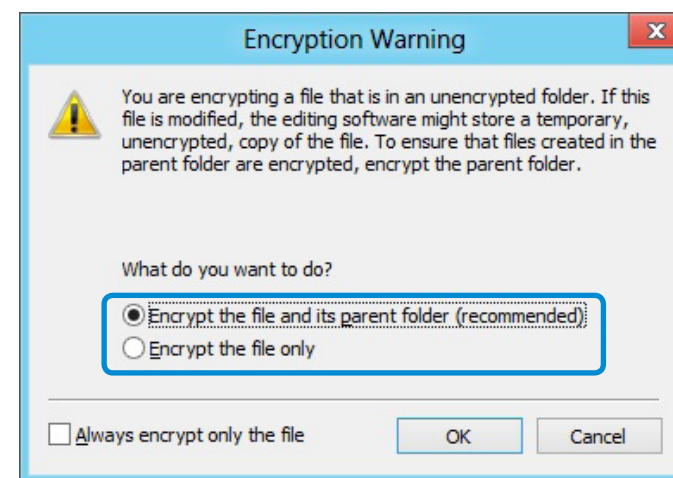 Encryption Warning
x
You are encrypting a file that is in an unencrypted folder. If this
file is modified, the editing software might store a temporary,
unencrypted, copy of the file. To ensure that files created in the
parent folder are encrypted, encrypt the parent folder.
What do you want to do?
Encrypt the file and its parent folder (recommended)
Encrypt the file only
Always encrypt only the file
OK
Cancel